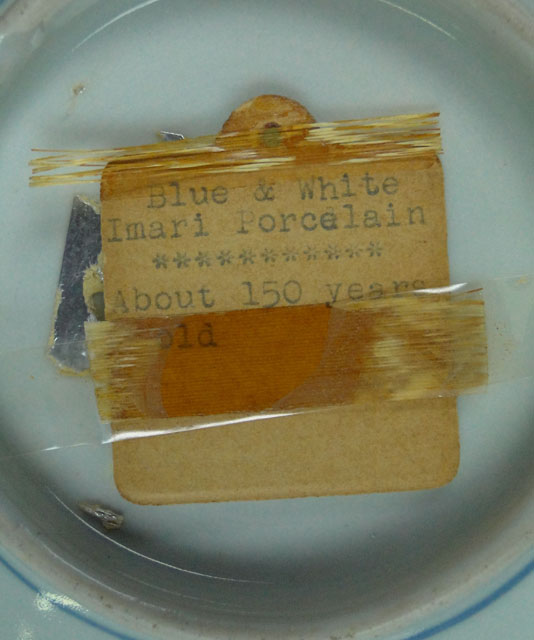 Blue & White
Imari Porcelain
***********
About 150 years
old